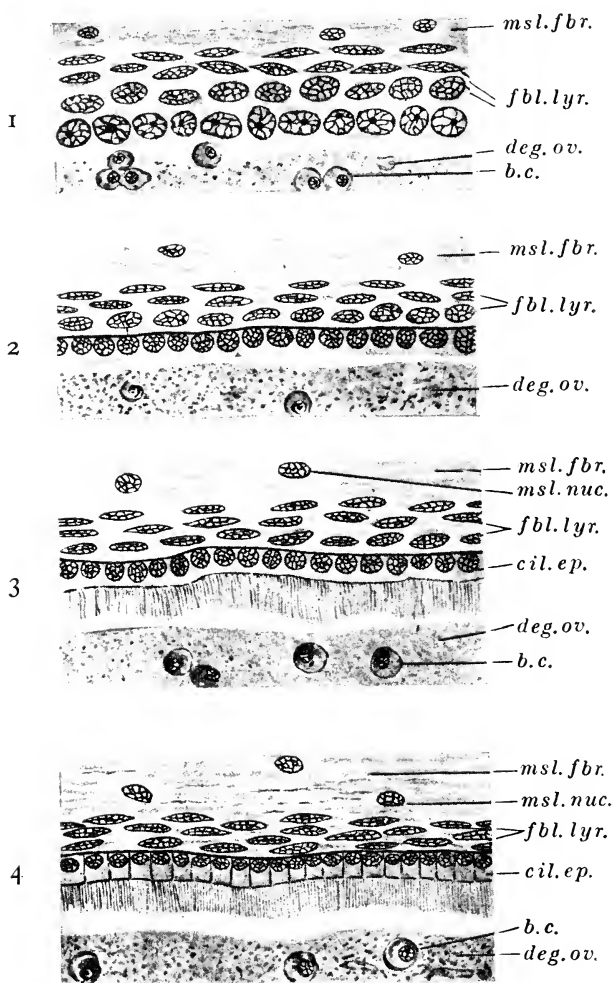 1
msl.fbr.
fbl.lyr.
deg.ov.
b.c.
2
msl.fbr.
fbl.lyr.
deg.ov.
3
msl.fbr.
msl.nuc.
fbl.lyr.
cil.ep.
deg.ov.
b.c.
4
msl.fbr.
msl.nuc.
fbl.lyr.
cil.ep.
b.c.
deg.ov.